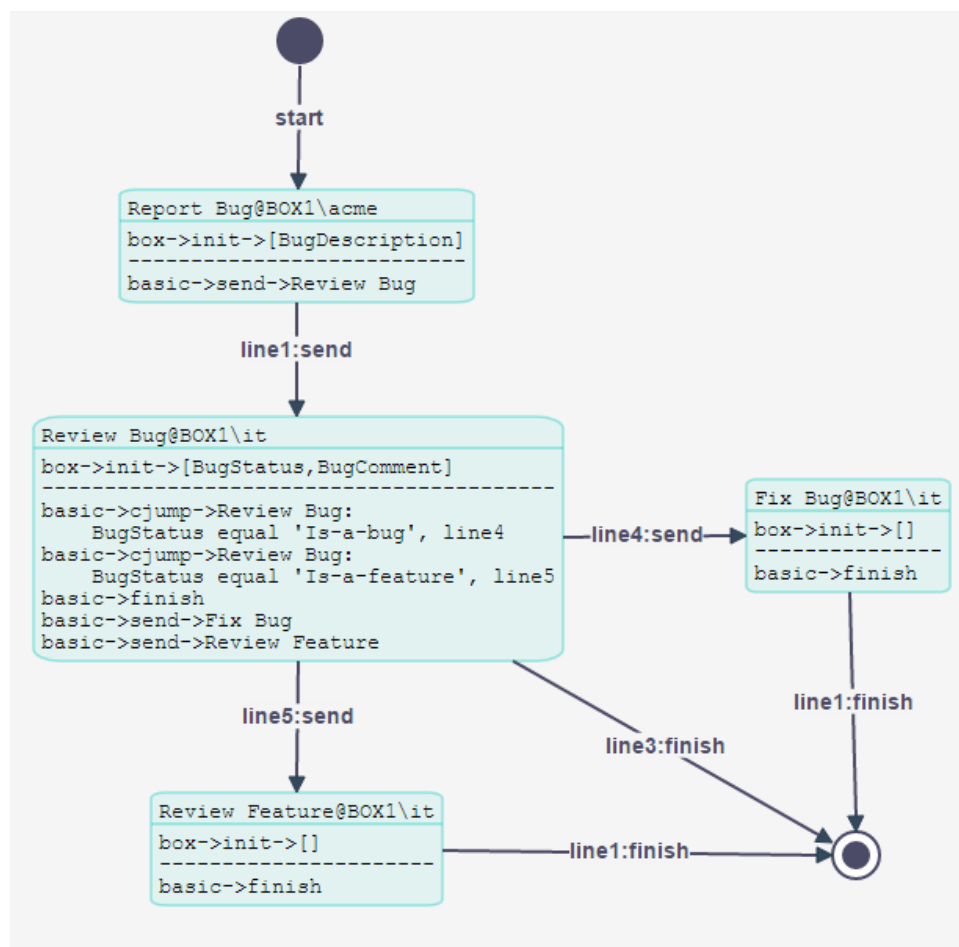 start
Report Bug@BOX1\acme
box->init->[BugDescription]
---------------------------
basic->send->Review Bug
line1:send
Review Bug@BOX1\it
box->init->[BugStatus,BugComment]
-----------------------------------------
basic->cjump->Review Bug:
    BugStatus equal 'Is-a-bug', line4
basic->cjump->Review Bug:
    BugStatus equal 'Is-a-feature', line5
basic->finish
basic->send->Fix Bug
basic->send->Review Feature
line4:send
Fix Bug@BOX1\it
box->init->[]
---------------
basic->finish
line1:finish
line5:send
line3:finish
Review Feature@BOX1\it
box->init->[]
----------------------
basic->finish
line1:finish